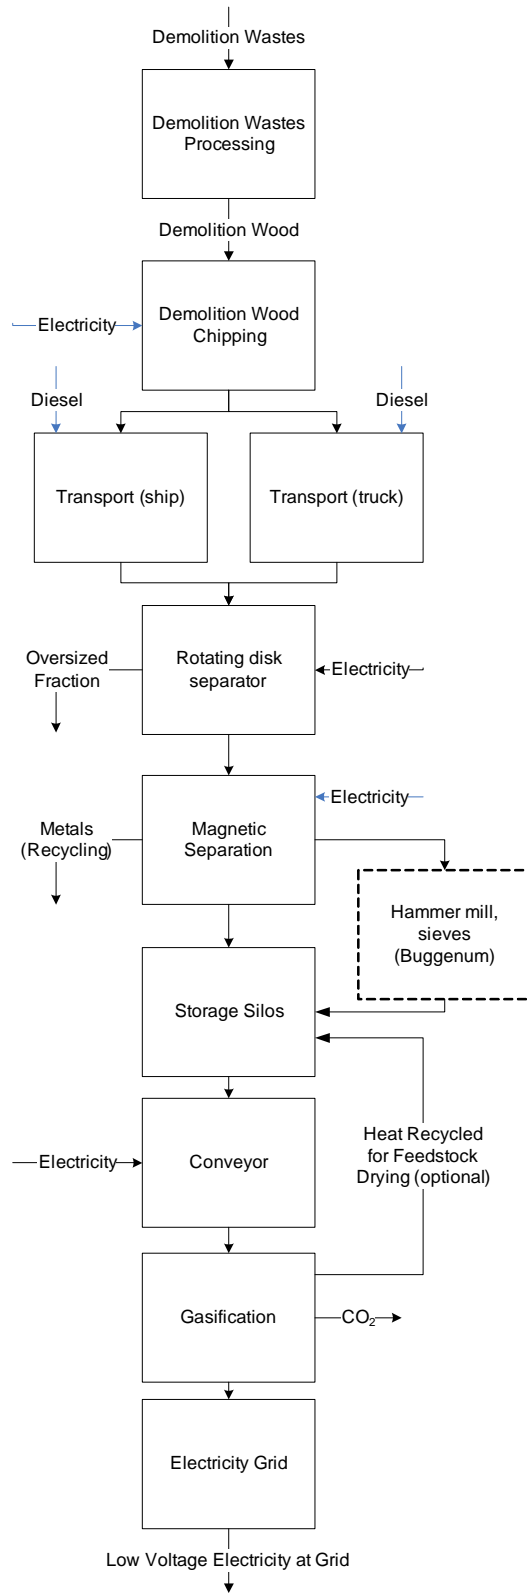 Demolition Wastes
Demolition Wastes
Processing
Demolition Wood
Electricity
Demolition Wood
Chipping
Diesel
Diesel
Transport (ship)
Transport (truck)
Oversized
Fraction
Rotating disk
separator
Electricity
Electricity
Metals
(Recycling)
Magnetic
Separation
Hammer mill,
sieves
(Buggenum)
Storage Silos
Electricity
Conveyor
Heat Recycled
for Feedstock
Drying (optional)
Gasification
CO₂
Electricity Grid
Low Voltage Electricity at Grid